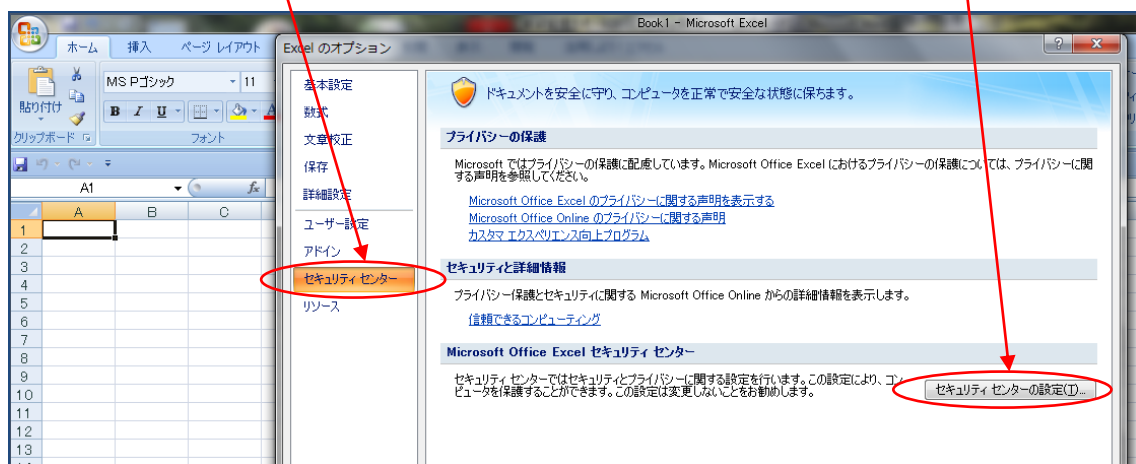 Book1 - Microsoft Excel
ホーム 挿入 ページ レイアウト
貼り付け
MS Pゴシック 11
B I U A
クリップボード フォント
A1 fx
A B C
1
2
3
4
5
6
7
8
9
10
11
12
13
Excel のオプション
? X
基本設定
数式
文章校正
保存
詳細設定
ユーザー設定
アドイン
セキュリティ センター
リソース
ドキュメントを安全に守り、コンピュータを正常で安全な状態に保ちます。
プライバシーの保護
Microsoft ではプライバシーの保護に配慮しています。Microsoft Office Excel におけるプライバシーの保護については、プライバシーに関
する声明を参照してください。
Microsoft Office Excel のプライバシーに関する声明を表示する
Microsoft Office Online のプライバシーに関する声明
カスタマ エクスペリエンス向上プログラム
セキュリティと詳細情報
プライバシー保護とセキュリティに関する Microsoft Office Online からの詳細情報を表示します。
信頼できるコンピューティング
Microsoft Office Excel セキュリティ センター
セキュリティ センターではセキュリティとプライバシーに関する設定を行います。この設定により、コン
ピュータを保護することができます。この設定は変更しないことをお勧めします。
セキュリティ センターの設定(T)...